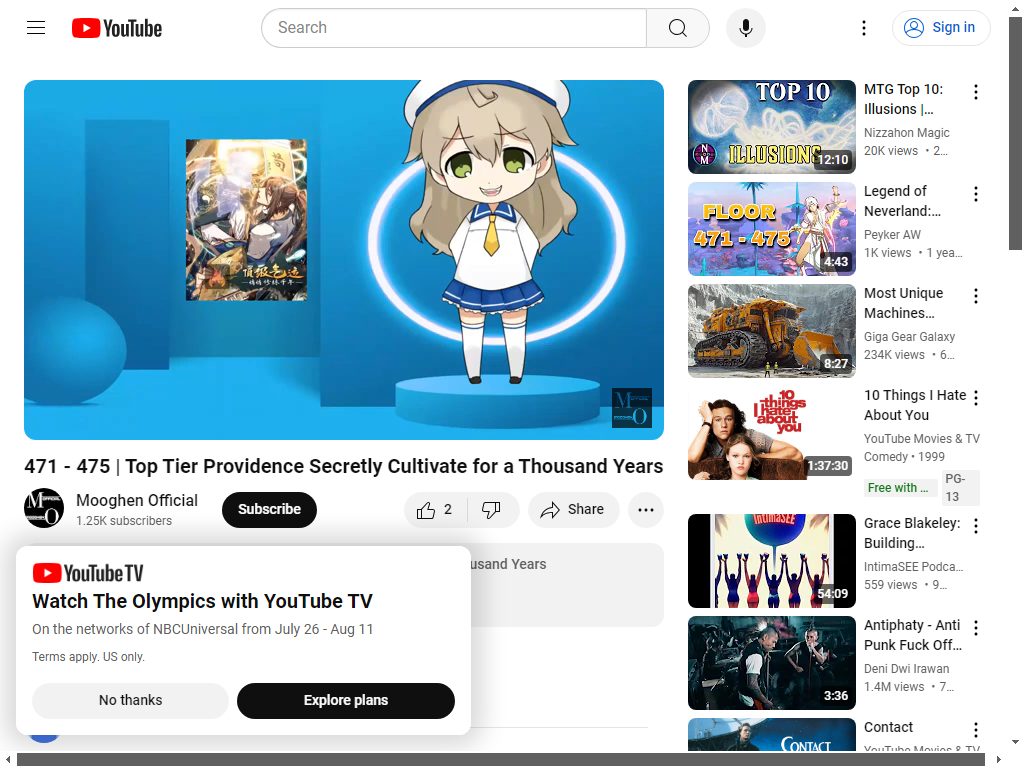 YouTube
Search
Sign in
頂級气运
悄悄修炼千年
471 - 475 | Top Tier Providence Secretly Cultivate for a Thousand Years
Mooghen Official
1.25K subscribers
Subscribe
2
Share
usand Years
YouTube TV
Watch The Olympics with YouTube TV
On the networks of NBCUniversal from July 26 - Aug 11
Terms apply. US only.
No thanks
Explore plans
TOP 10
ILLUSIONS
12:10
MTG Top 10:
Illusions |…
Nizzahon Magic
20K views • 2…
FLOOR
471 - 475
4:43
Legend of
Neverland:…
Peyker AW
1K views • 1 yea…
8:27
Most Unique
Machines…
Giga Gear Galaxy
234K views • 6…
10
things
i hate
about
you
1:37:30
10 Things I Hate
About You
YouTube Movies & TV
Comedy • 1999
Free with …
PG-
13
IntimaSEE
54:09
Grace Blakeley:
Building…
IntimaSEE Podca…
559 views • 9…
3:36
Antiphaty - Anti
Punk Fuck Off…
Deni Dwi Irawan
1.4M views • 7…
CONTACT
Contact
YouTube Movies & TV